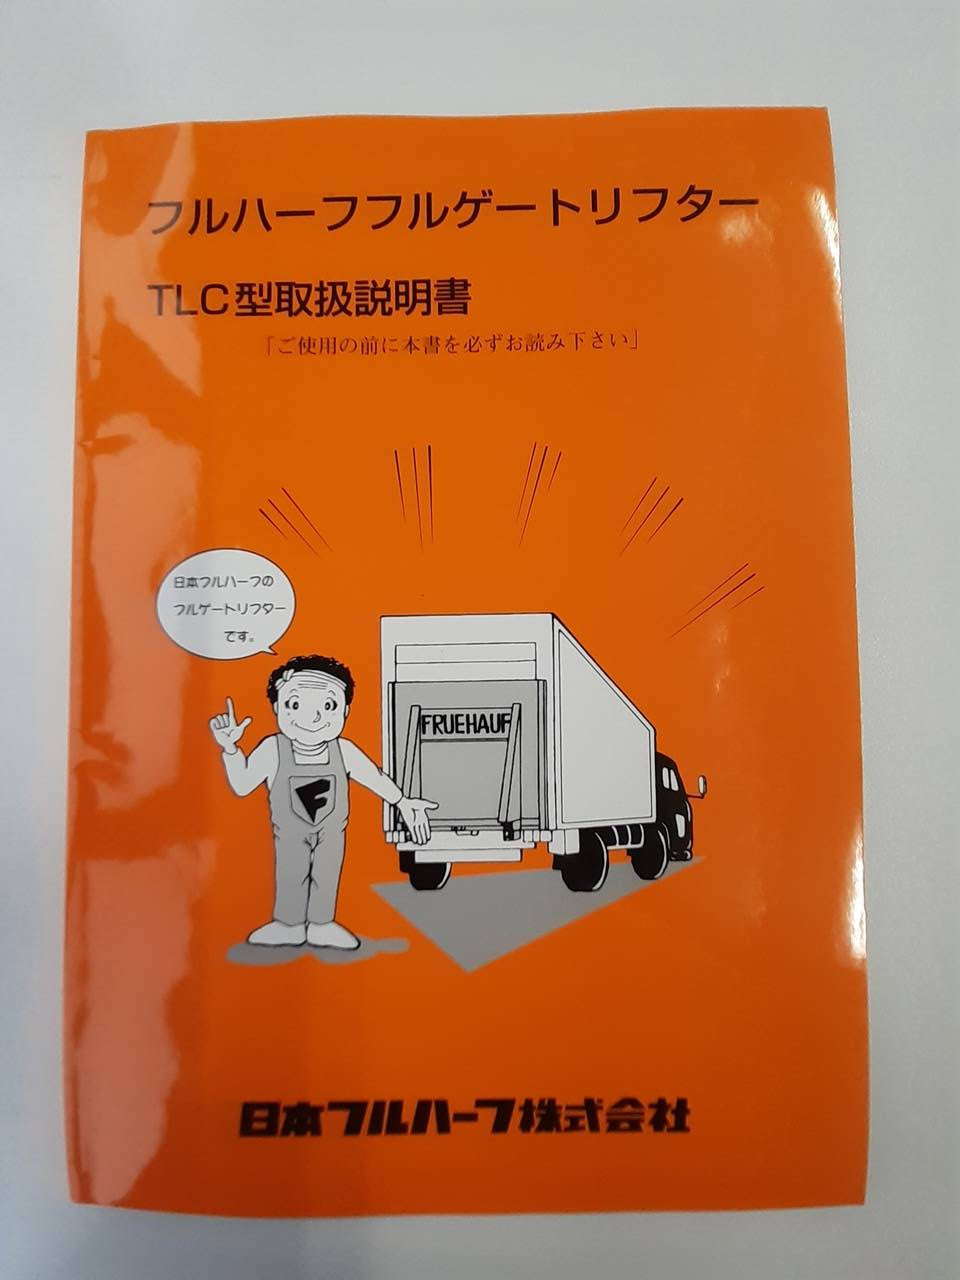 フルハーフフルゲートリフター
TLC型取扱説明書
「ご使用の前に本書を必ずお読み下さい」
日本フルハーフの
フルゲートリフター
です。
FRUEHAUF
F
日本フルハーフ株式会社